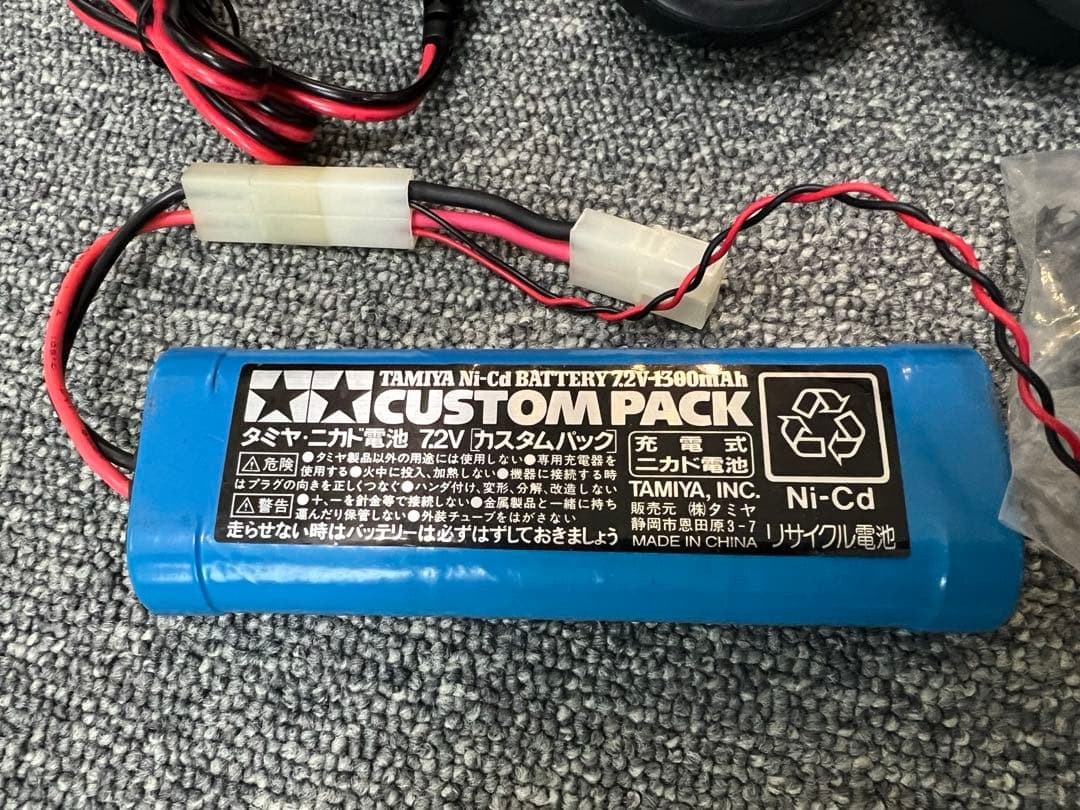 TAMIYA Ni-Cd BATTERY 7.2V-1300mAh
CUSTOM PACK
タミヤ・ニカド電池 7.2V [カスタムパック]
充電式
ニカド電池
危険 ●タミヤ製品以外の用途には使用しない●専用充電器を
使用する●火中に投入、加熱しない●機器に接続する時
はプラグの向きを正しくつなぐ●ハンダ付け、変形、分解、改造しない
警告 ●＋、－を針金等で接続しない●金属製品と一緒に持ち
運んだり保管しない●外装チューブをはがさない
走らせない時はバッテリーは必ずはずしておきましょう
TAMIYA, INC.
販売元 (株)タミヤ
静岡市恩田原3-7
MADE IN CHINA
Ni-Cd
リサイクル電池